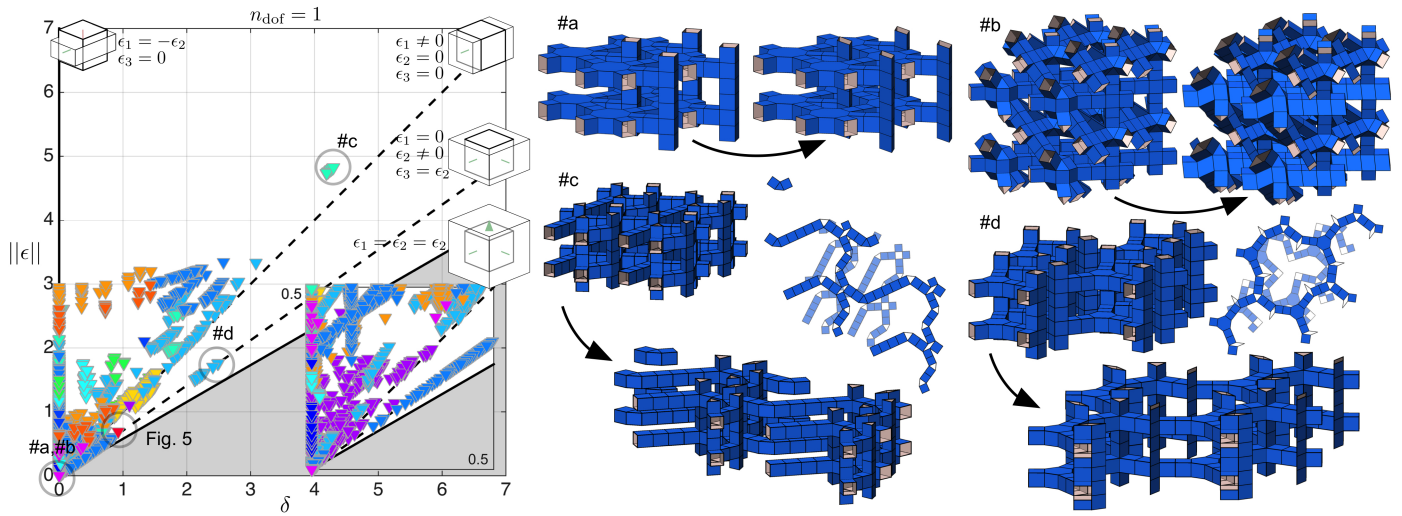 n_dof = 1
7
6
5
4
3
2
1
0
||ϵ||
ϵ₁ = −ϵ₂
ϵ₃ = 0
ϵ₁ ≠ 0
ϵ₂ = 0
ϵ₃ = 0
#c
ϵ₁ = 0
ϵ₂ ≠ 0
ϵ₃ = ϵ₂
ϵ₁ = ϵ₂ = ϵ₂
0.5
#d
Fig. 5
#a,#b
0.5
0 1 2 3 4 5 6 7
δ
#a
#b
#c
#d